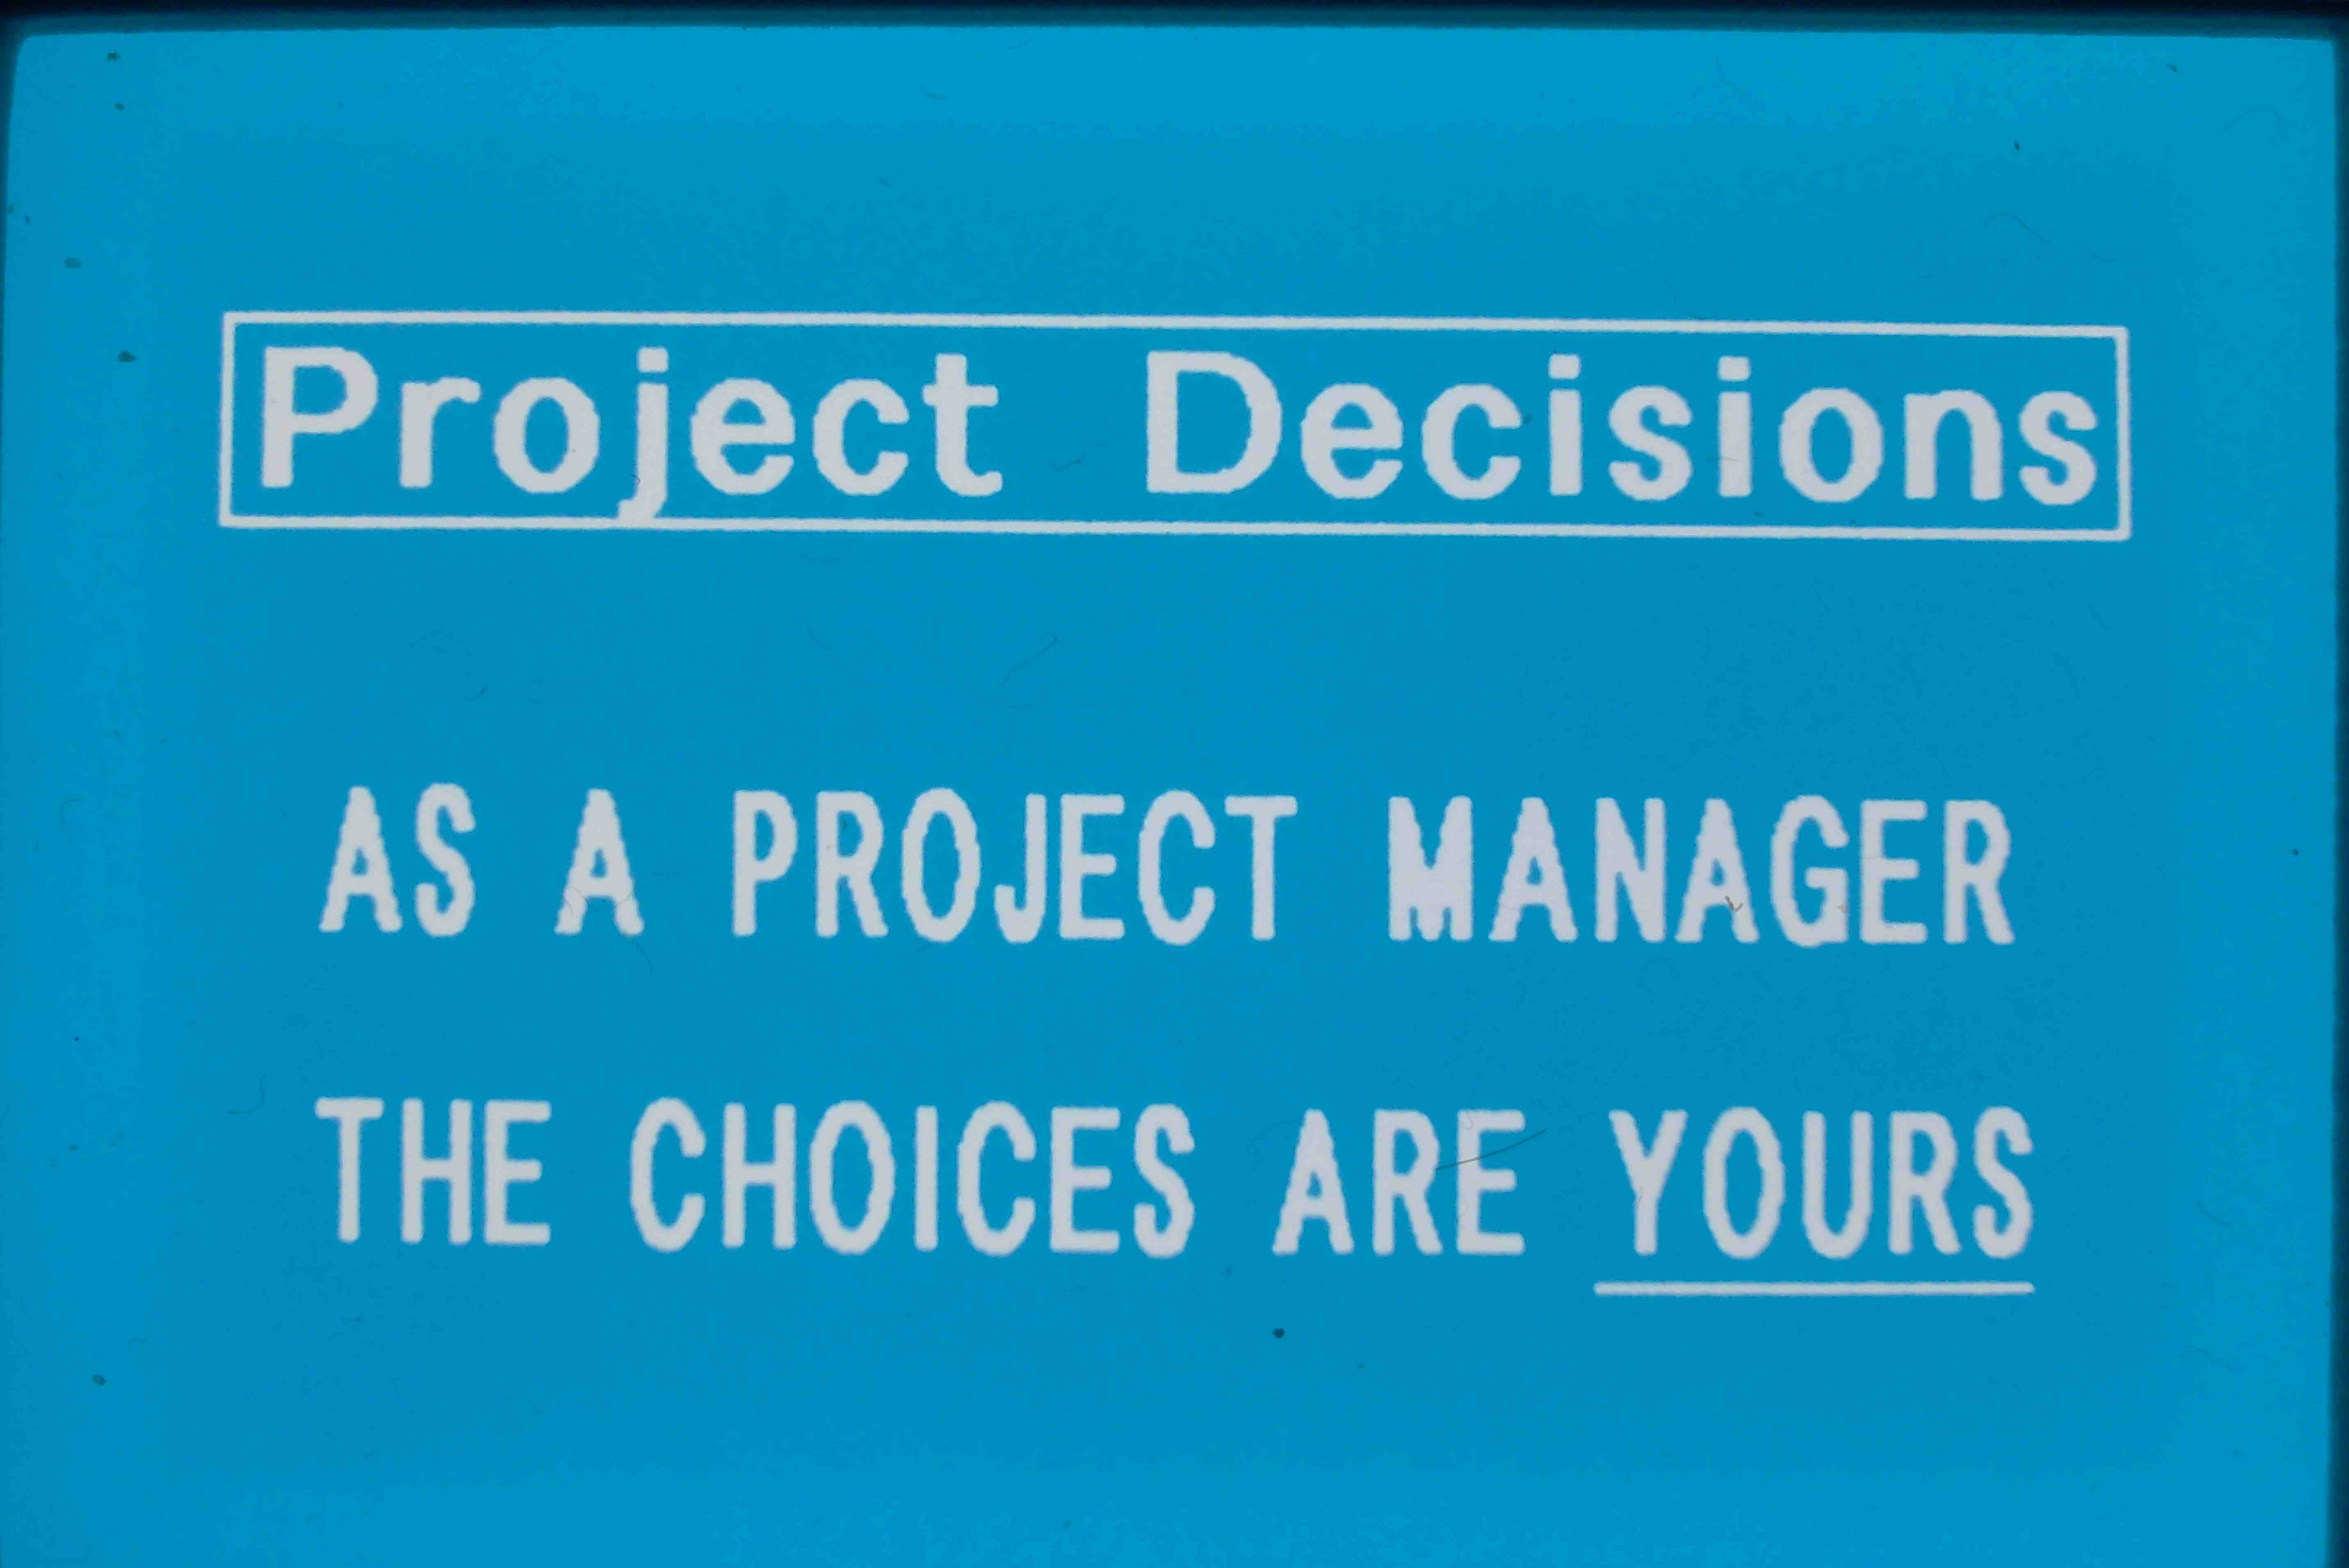 Project Decisions
AS A PROJECT MANAGER
THE CHOICES ARE YOURS